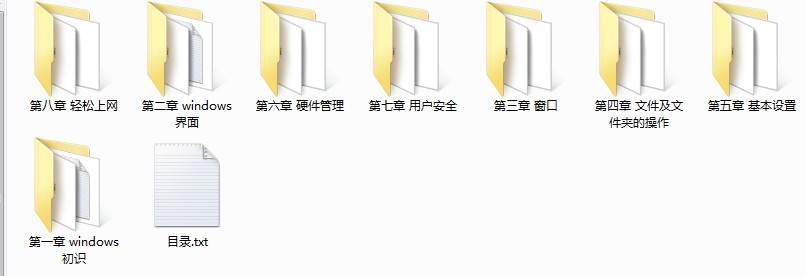 第八章 轻松上网
第二章 windows
界面
第六章 硬件管理
第七章 用户安全
第三章 窗口
第四章 文件及文
件夹的操作
第五章 基本设置
第一章 windows
初识
目录.txt